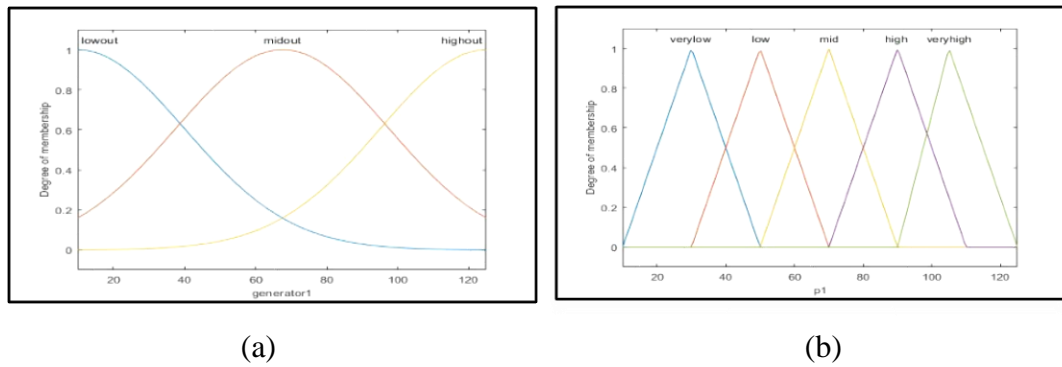 lowout midout highout
1
0.8
0.6
0.4
0.2
0
Degree of membership
20 40 60 80 100 120
generator1
verylow low mid high veryhigh
1
0.8
0.6
0.4
0.2
0
Degree of membership
20 40 60 80 100 120
p1
(a) (b)